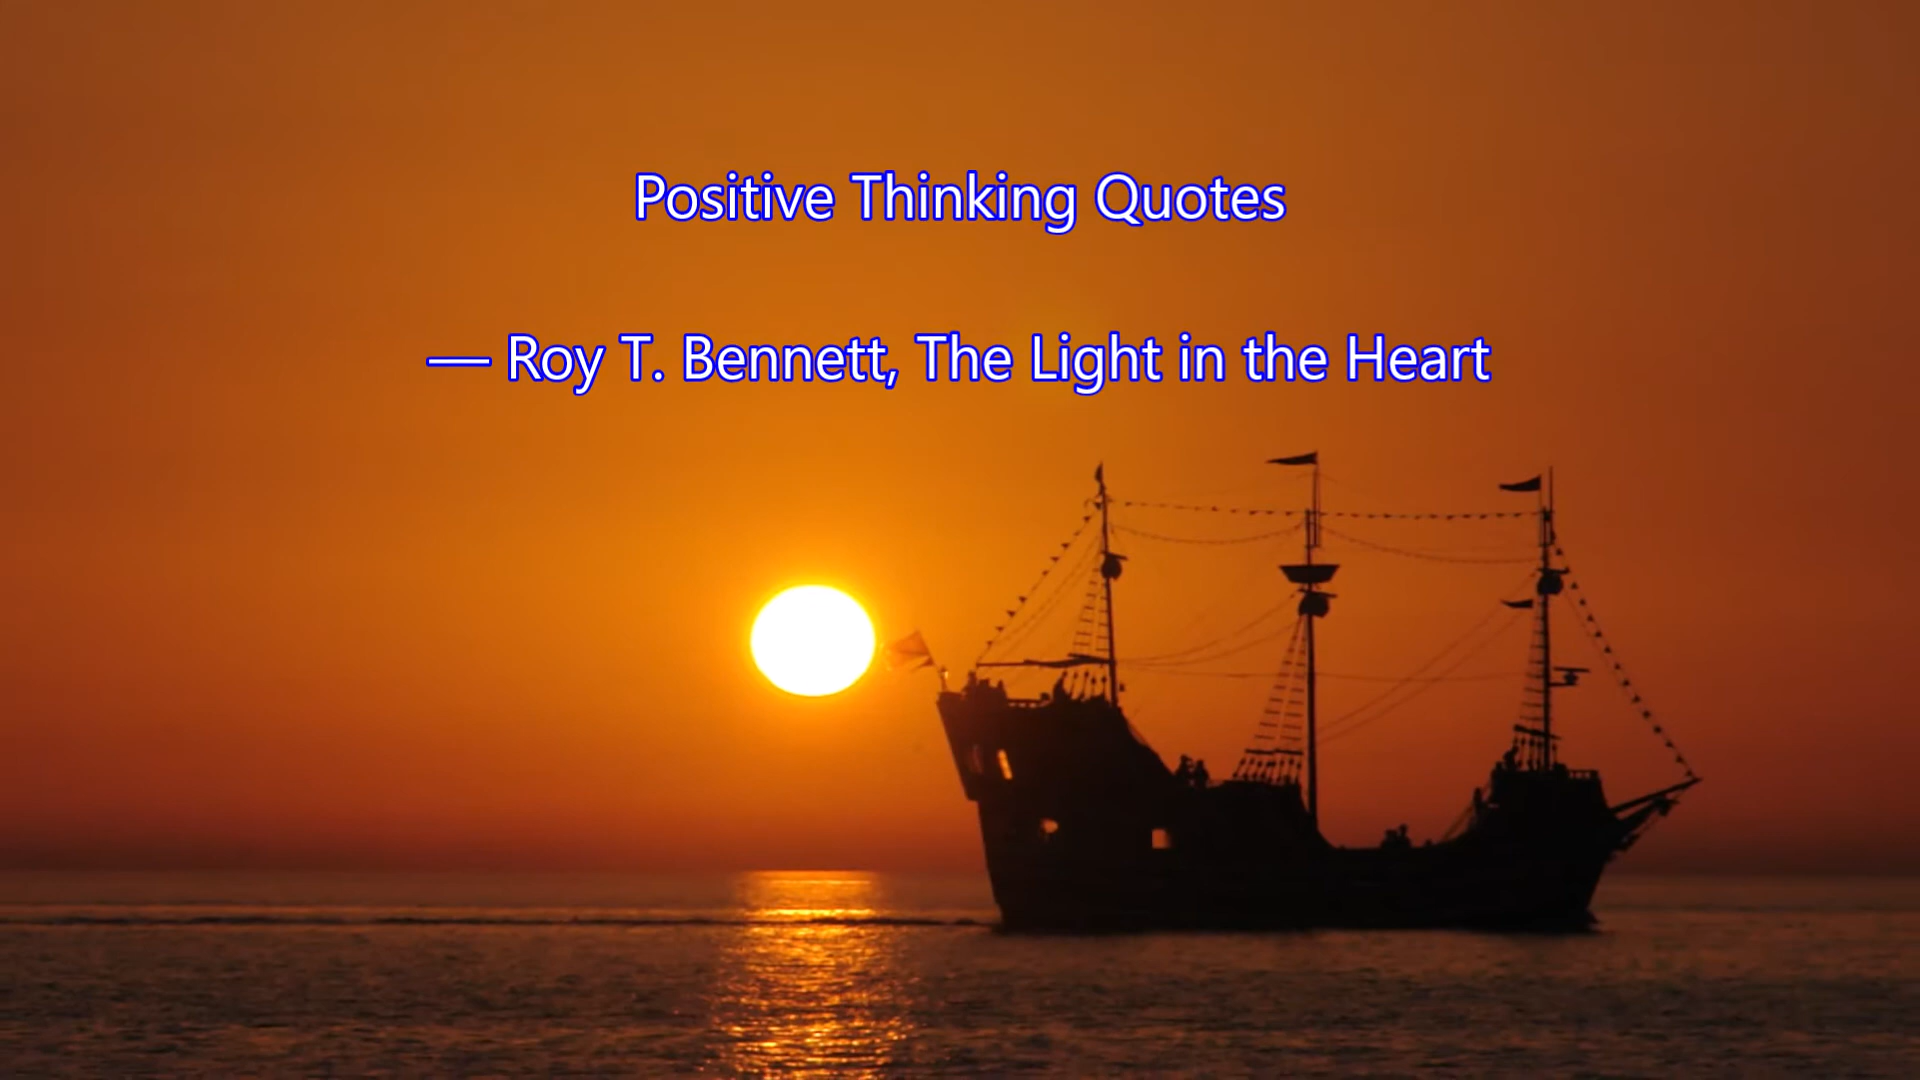 Positive Thinking Quotes
— Roy T. Bennett, The Light in the Heart